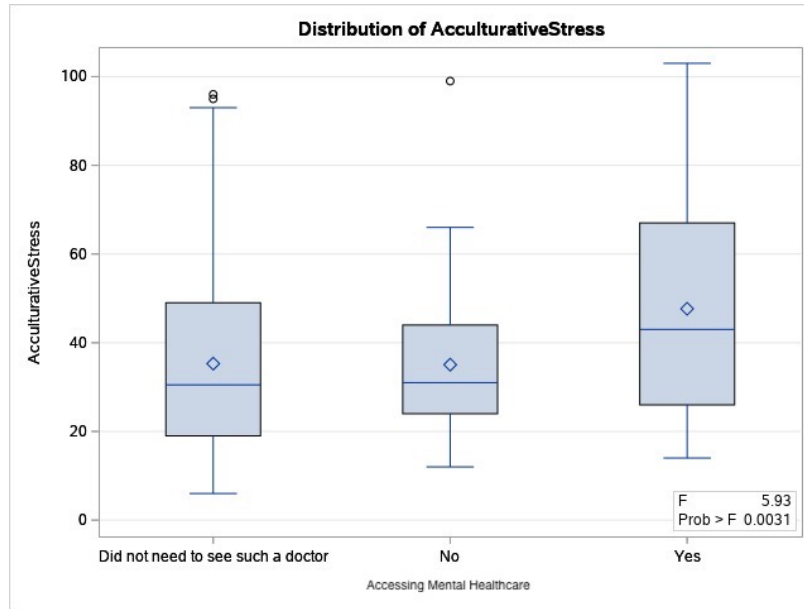 Distribution of AcculturativeStress
AcculturativeStress
100
80
60
40
20
0
F 5.93
Prob > F 0.0031
Did not need to see such a doctor No Yes
Accessing Mental Healthcare